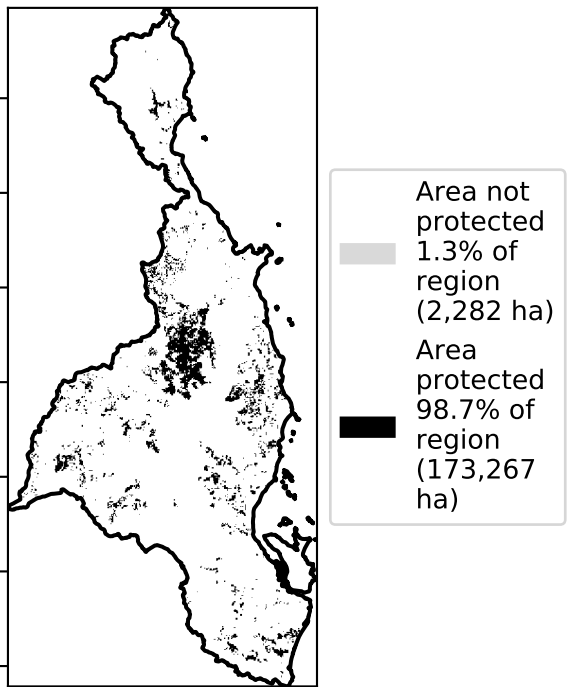 Area not
protected
1.3% of
region
(2,282 ha)
Area
protected
98.7% of
region
(173,267
ha)